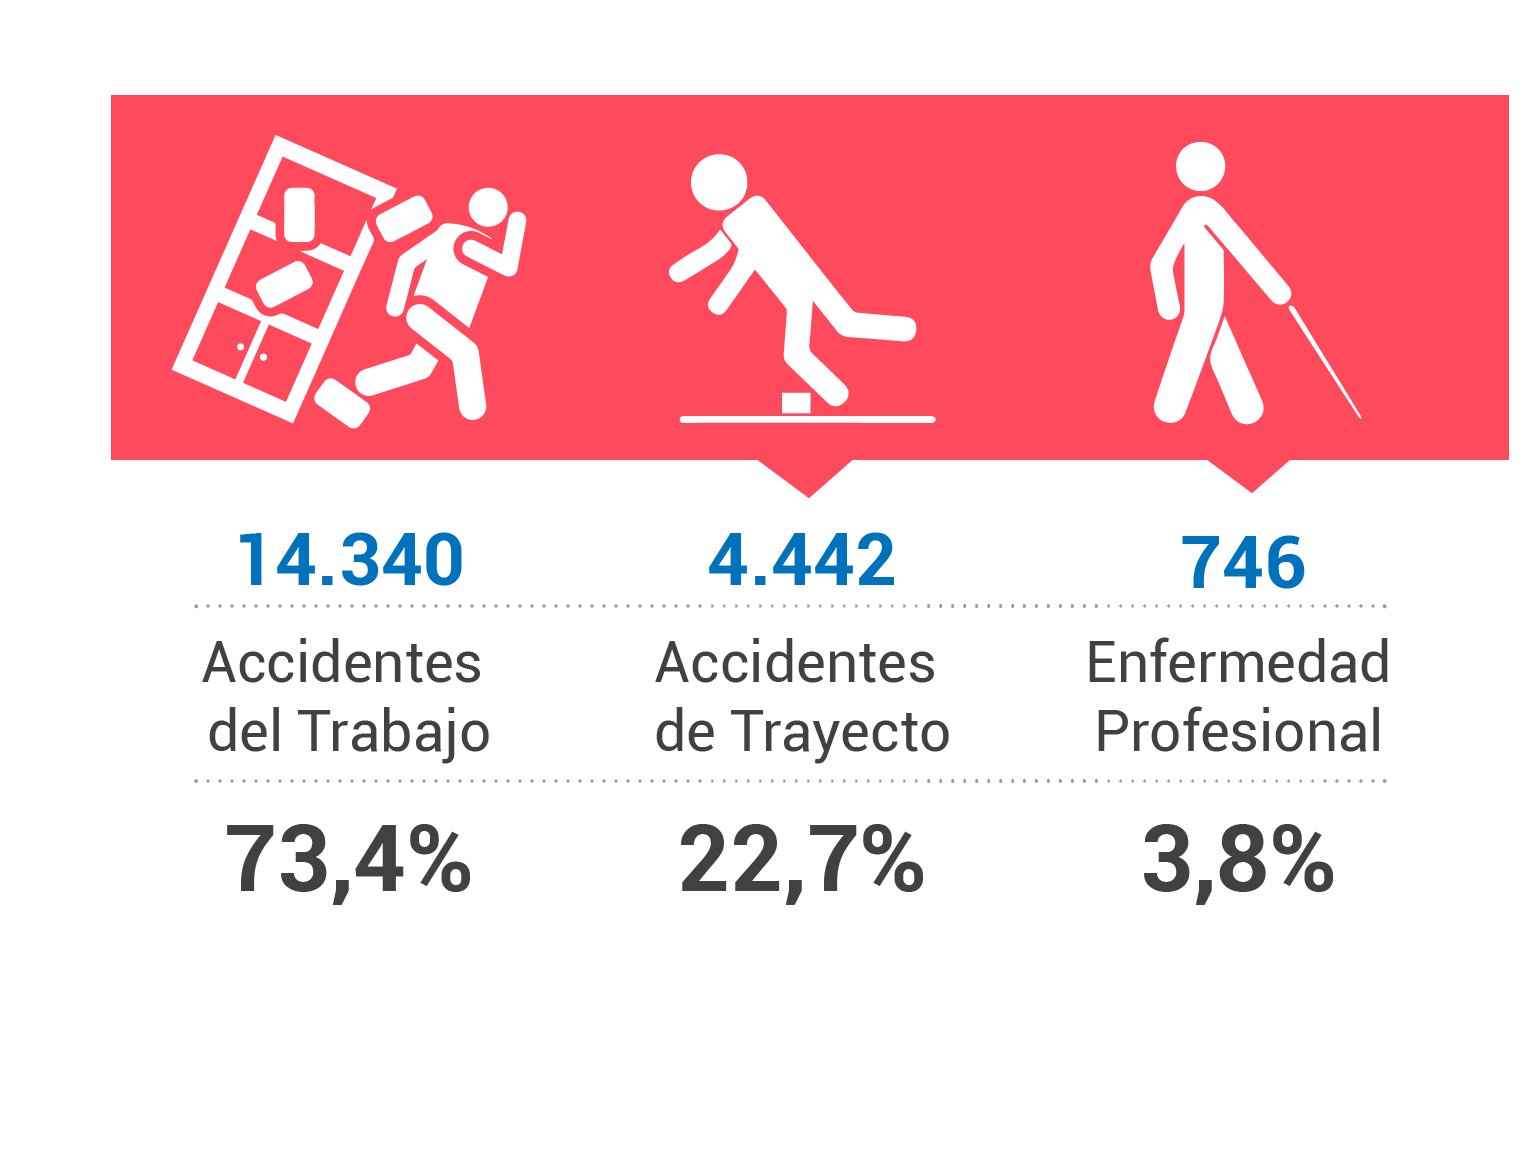 14.340 4.442 746
Accidentes Accidentes Enfermedad
del Trabajo de Trayecto Profesional
73,4% 22,7% 3,8%